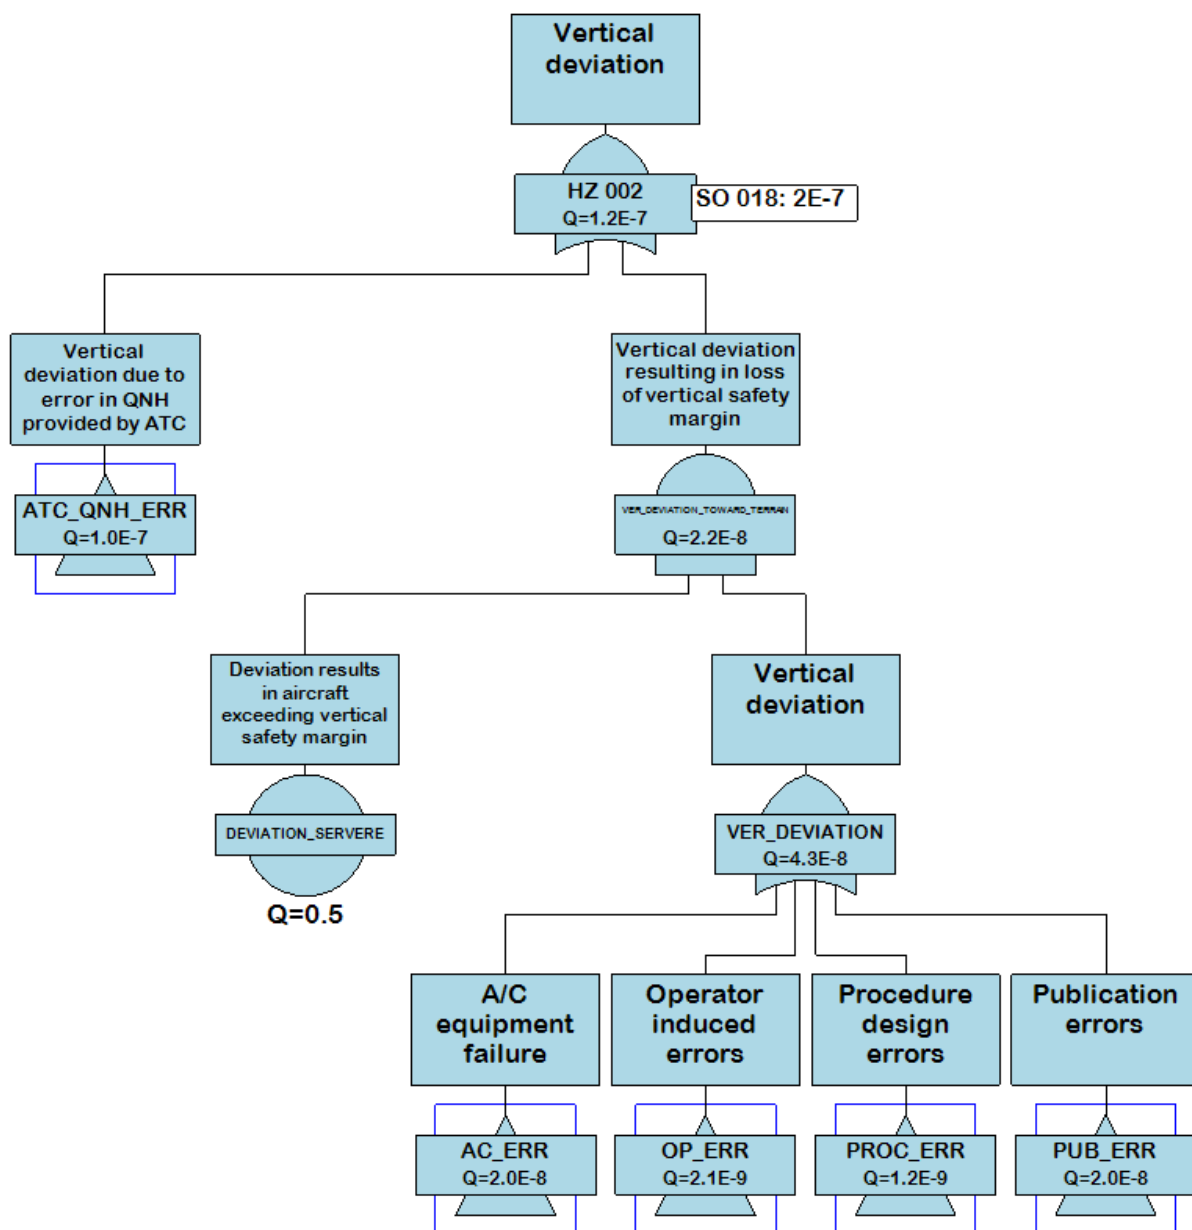 Vertical
deviation
HZ 002
Q=1.2E-7
SO 018: 2E-7
Vertical
deviation due to
error in QNH
provided by ATC
ATC_QNH_ERR
Q=1.0E-7
Vertical deviation
resulting in loss
of vertical safety
margin
VER_DEVIATION_TOWARD_TERRAN
Q=2.2E-8
Deviation results
in aircraft
exceeding vertical
safety margin
DEVIATION_SERVERE
Q=0.5
Vertical
deviation
VER_DEVIATION
Q=4.3E-8
A/C
equipment
failure
AC_ERR
Q=2.0E-8
Operator
induced
errors
OP_ERR
Q=2.1E-9
Procedure
design
errors
PROC_ERR
Q=1.2E-9
Publication
errors
PUB_ERR
Q=2.0E-8